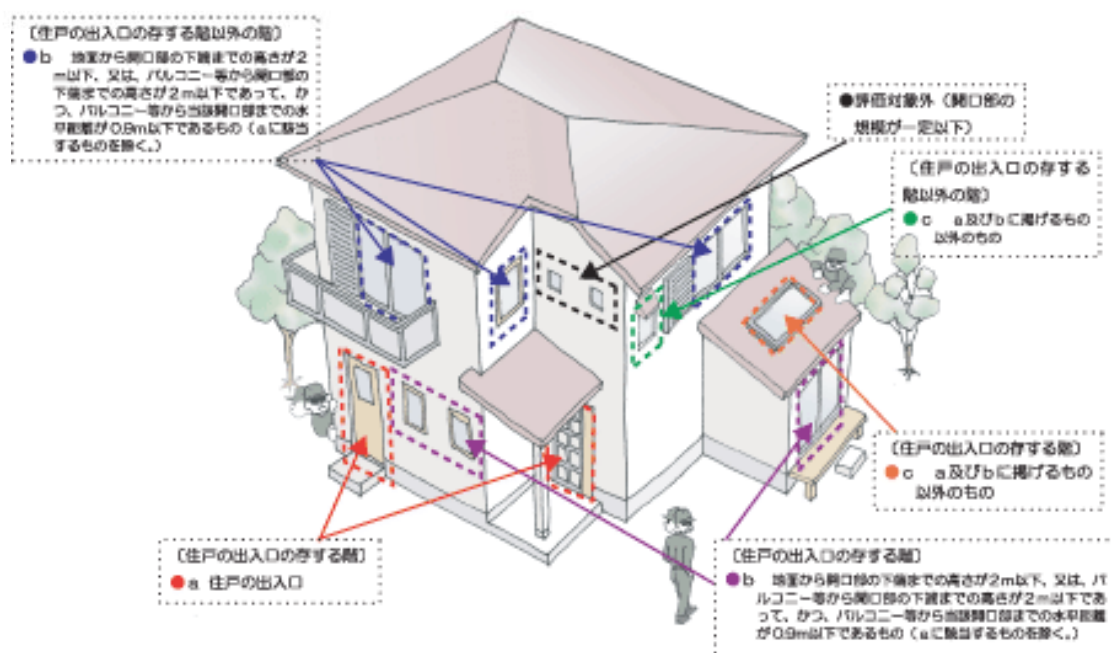 〔住戸の出入口の存する階以外の階〕
●b 地面から開口部の下端までの高さが2
m以下、又は、バルコニー等から開口部の
下端までの高さが2m以下であって、か
つ、バルコニー等から当該開口部までの水
平距離が0.9m以下であるもの(aに該当
するものを除く。)
●評価対象外(開口部の
規模が一定以下)
〔住戸の出入口の存する
階以外の階〕
●c a及びbに掲げるもの
以外のもの
〔住戸の出入口の存する階〕
●c a及びbに掲げるもの
以外のもの
〔住戸の出入口の存する階〕
●a 住戸の出入口
〔住戸の出入口の存する階〕
●b 地面から開口部の下端までの高さが2m以下、又は、バ
ルコニー等から開口部の下端までの高さが2m以下であ
って、かつ、バルコニー等から当該開口部までの水平距離
が0.9m以下であるもの(aに該当するものを除く。)